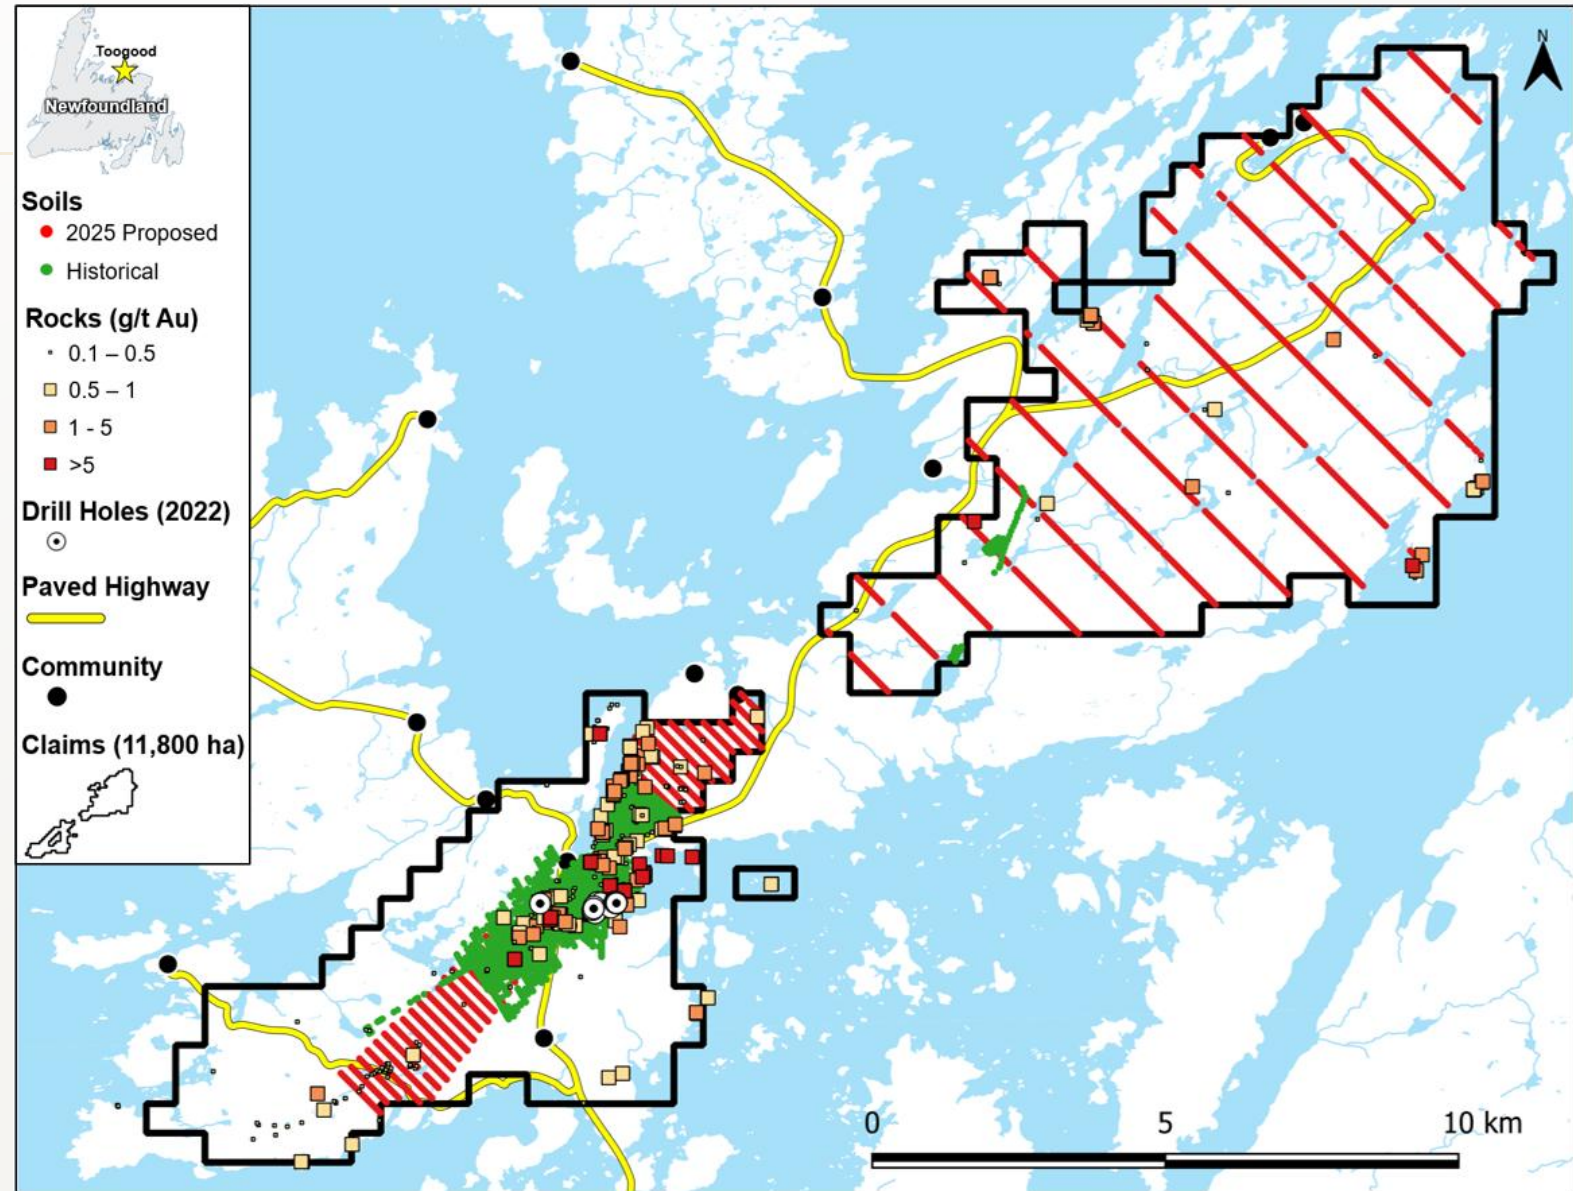 Toogood
Newfoundland
Soils
2025 Proposed
Historical
Rocks (g/t Au)
0.1 – 0.5
0.5 – 1
1 - 5
>5
Drill Holes (2022)
Paved Highway
Community
Claims (11,800 ha)
N
0 5 10 km